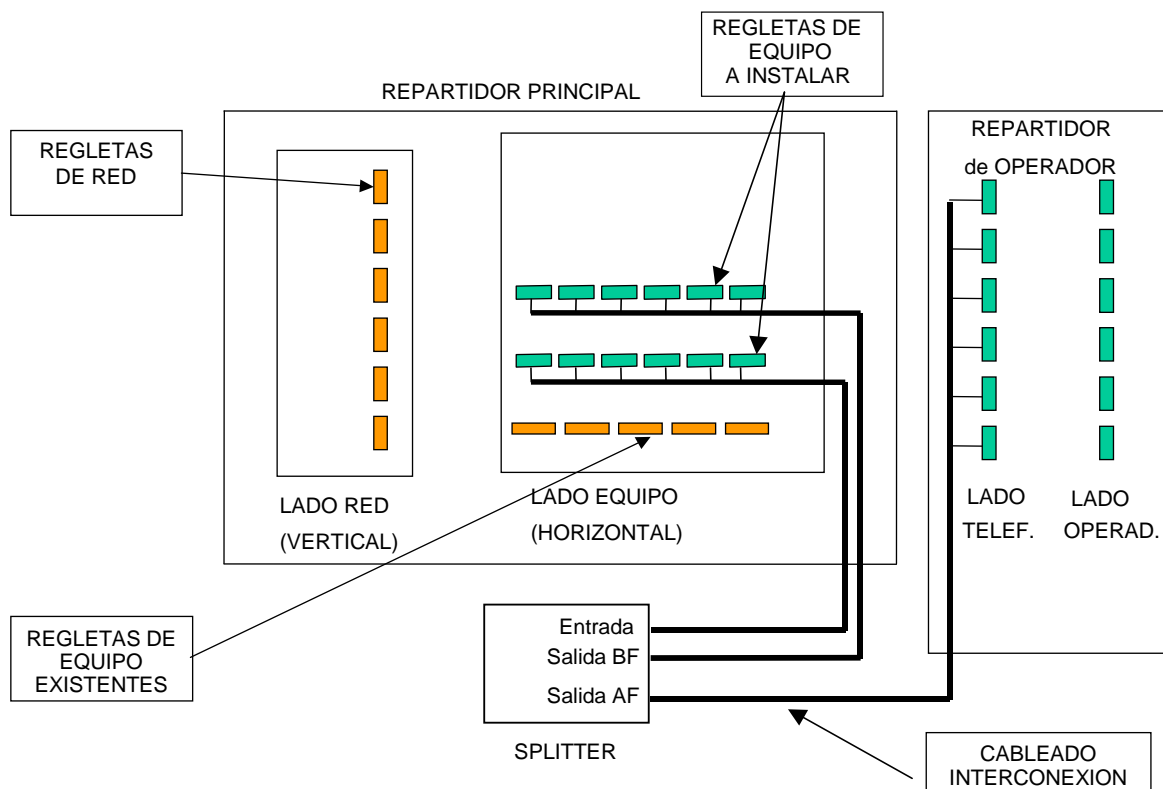 REGLETAS DE
EQUIPO
A INSTALAR
REPARTIDOR PRINCIPAL
REGLETAS
DE RED
REPARTIDOR
de OPERADOR
LADO RED
(VERTICAL)
LADO EQUIPO
(HORIZONTAL)
LADO
TELEF.
LADO
OPERAD.
REGLETAS DE
EQUIPO
EXISTENTES
Entrada
Salida BF
Salida AF
SPLITTER
CABLEADO
INTERCONEXION